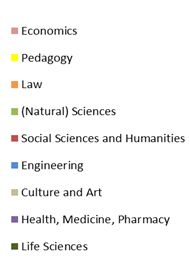 Economics
Pedagogy
Law
(Natural) Sciences
Social Sciences and Humanities
Engineering
Culture and Art
Health, Medicine, Pharmacy
Life Sciences